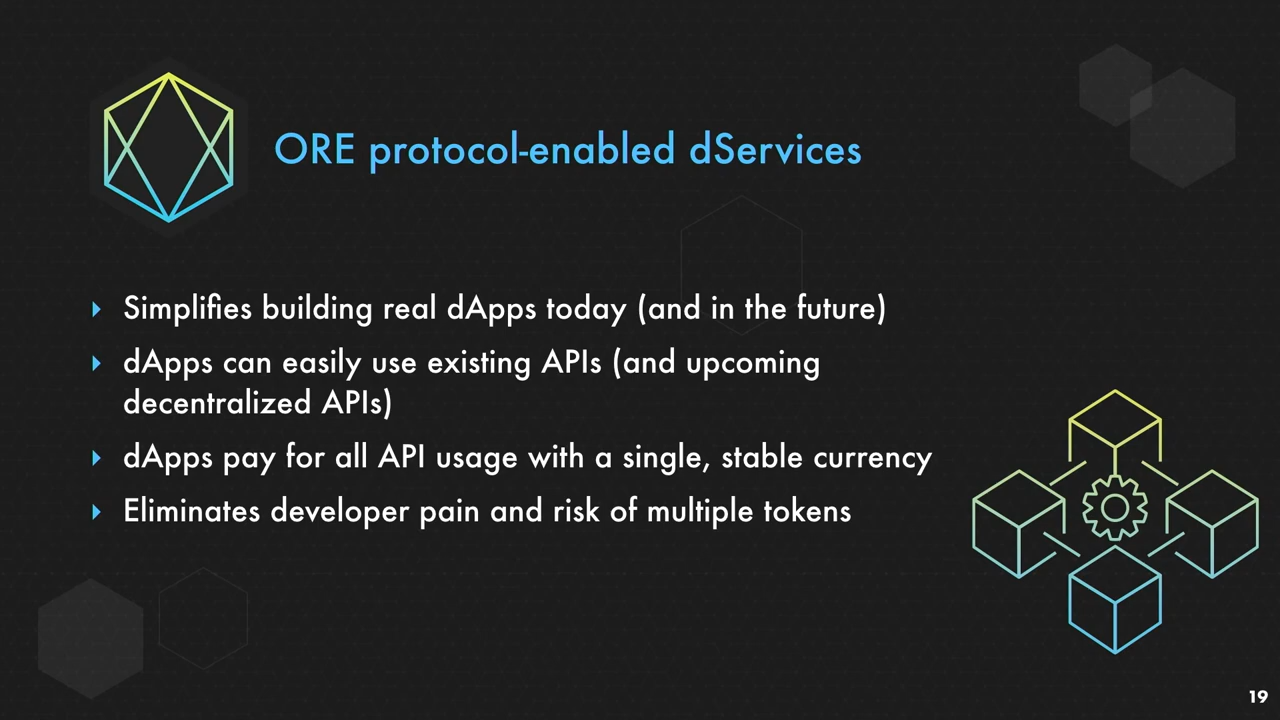 ORE protocol-enabled dServices
Simplifies building real dApps today (and in the future)
dApps can easily use existing APIs (and upcoming
decentralized APIs)
dApps pay for all API usage with a single, stable currency
Eliminates developer pain and risk of multiple tokens
19